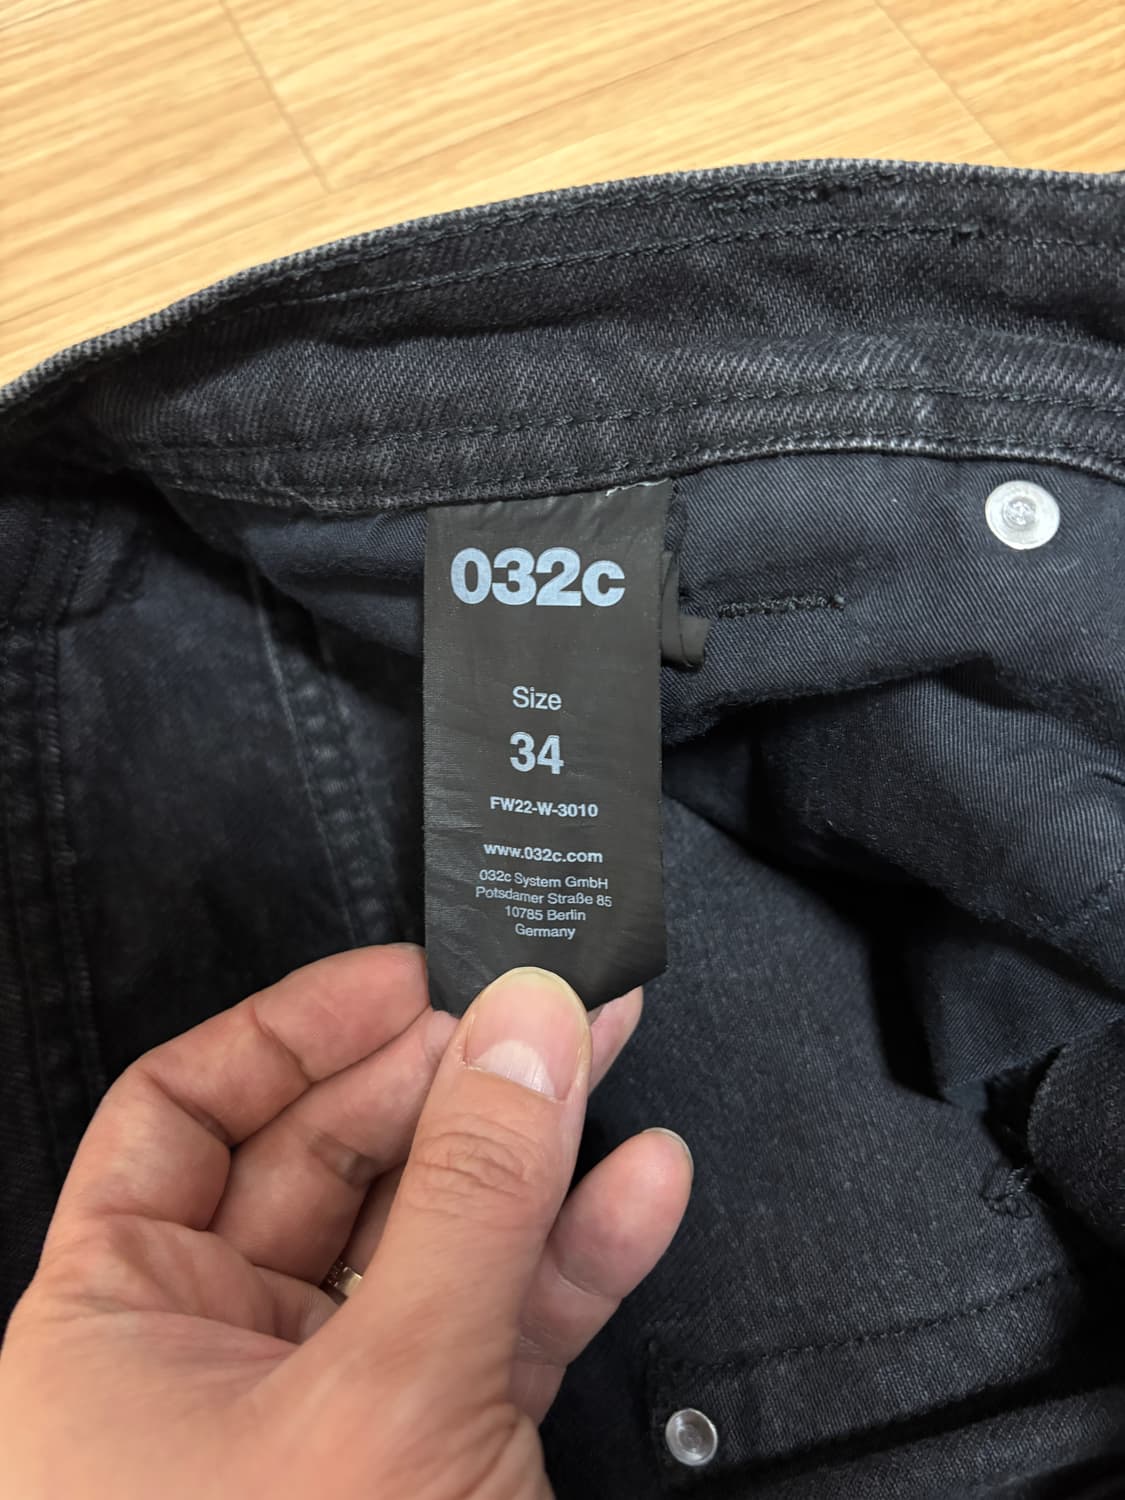 032c
Size
34
FW22-W-3010
www.032c.com
032c System GmbH
Potsdamer Straße 85
10785 Berlin
Germany